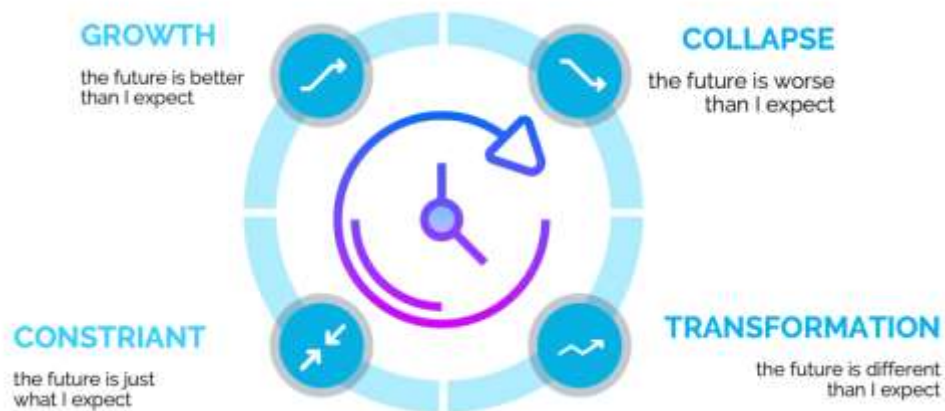 GROWTH
the future is better
than I expect
COLLAPSE
the future is worse
than I expect
CONSTRIANT
the future is just
what I expect
TRANSFORMATION
the future is different
than I expect